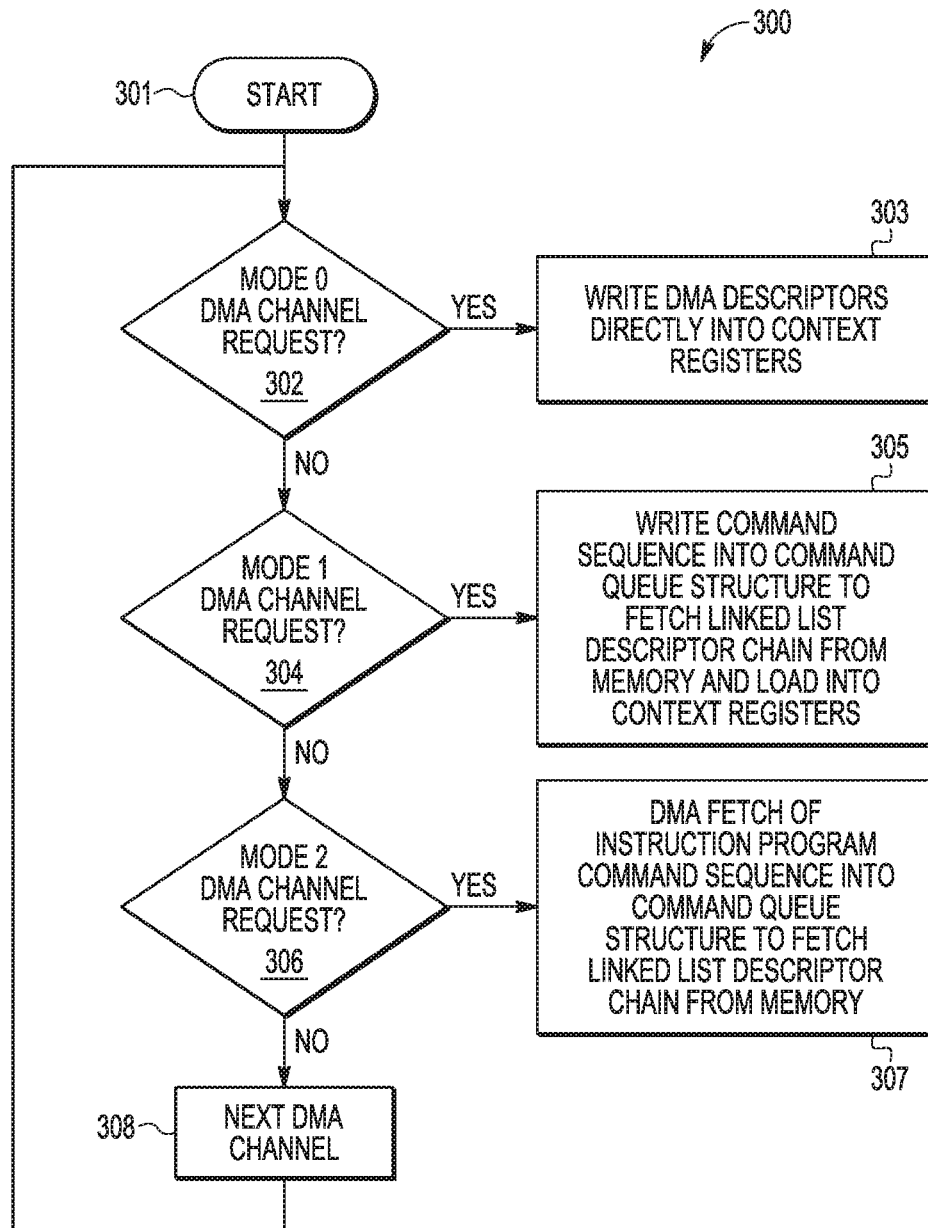 300
301
START
MODE 0
DMA CHANNEL
REQUEST?
302
YES
303
WRITE DMA DESCRIPTORS
DIRECTLY INTO CONTEXT
REGISTERS
NO
MODE 1
DMA CHANNEL
REQUEST?
304
YES
305
WRITE COMMAND
SEQUENCE INTO COMMAND
QUEUE STRUCTURE TO
FETCH LINKED LIST
DESCRIPTOR CHAIN FROM
MEMORY AND LOAD INTO
CONTEXT REGISTERS
NO
MODE 2
DMA CHANNEL
REQUEST?
306
YES
DMA FETCH OF
INSTRUCTION PROGRAM
COMMAND SEQUENCE INTO
COMMAND QUEUE
STRUCTURE TO FETCH
LINKED LIST DESCRIPTOR
CHAIN FROM MEMORY
307
NO
308
NEXT DMA
CHANNEL